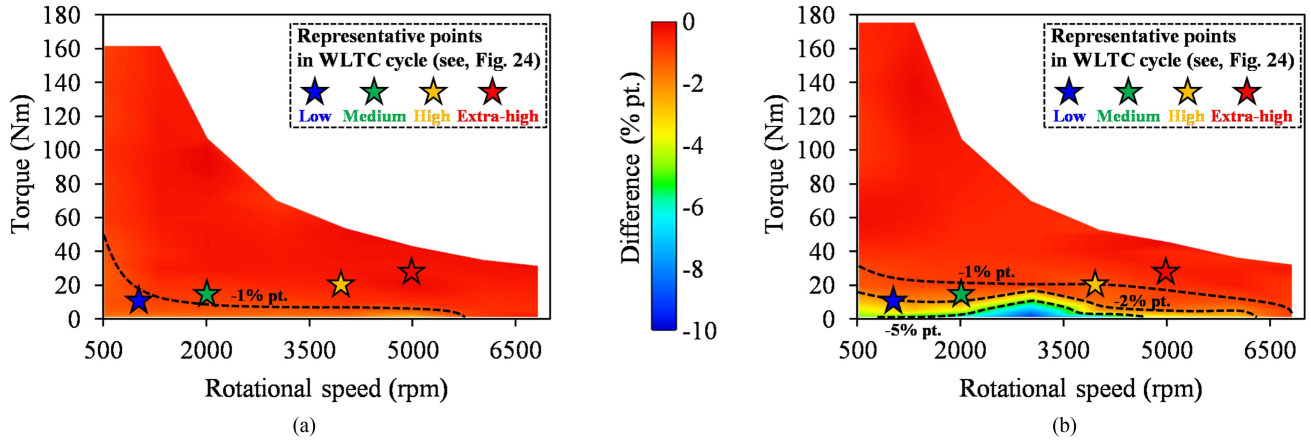 180
160
140
120
100
80
60
40
20
0
Torque (Nm)
500 2000 3500 5000 6500
Rotational speed (rpm)
Representative points
in WLTC cycle (see, Fig. 24)
Low Medium High Extra-high
-1% pt.
(a)
0
-2
-4
-6
-8
-10
Difference (% pt.)
180
160
140
120
100
80
60
40
20
0
Torque (Nm)
500 2000 3500 5000 6500
Rotational speed (rpm)
Representative points
in WLTC cycle (see, Fig. 24)
Low Medium High Extra-high
-1% pt.
-2% pt.
-5% pt.
(b)